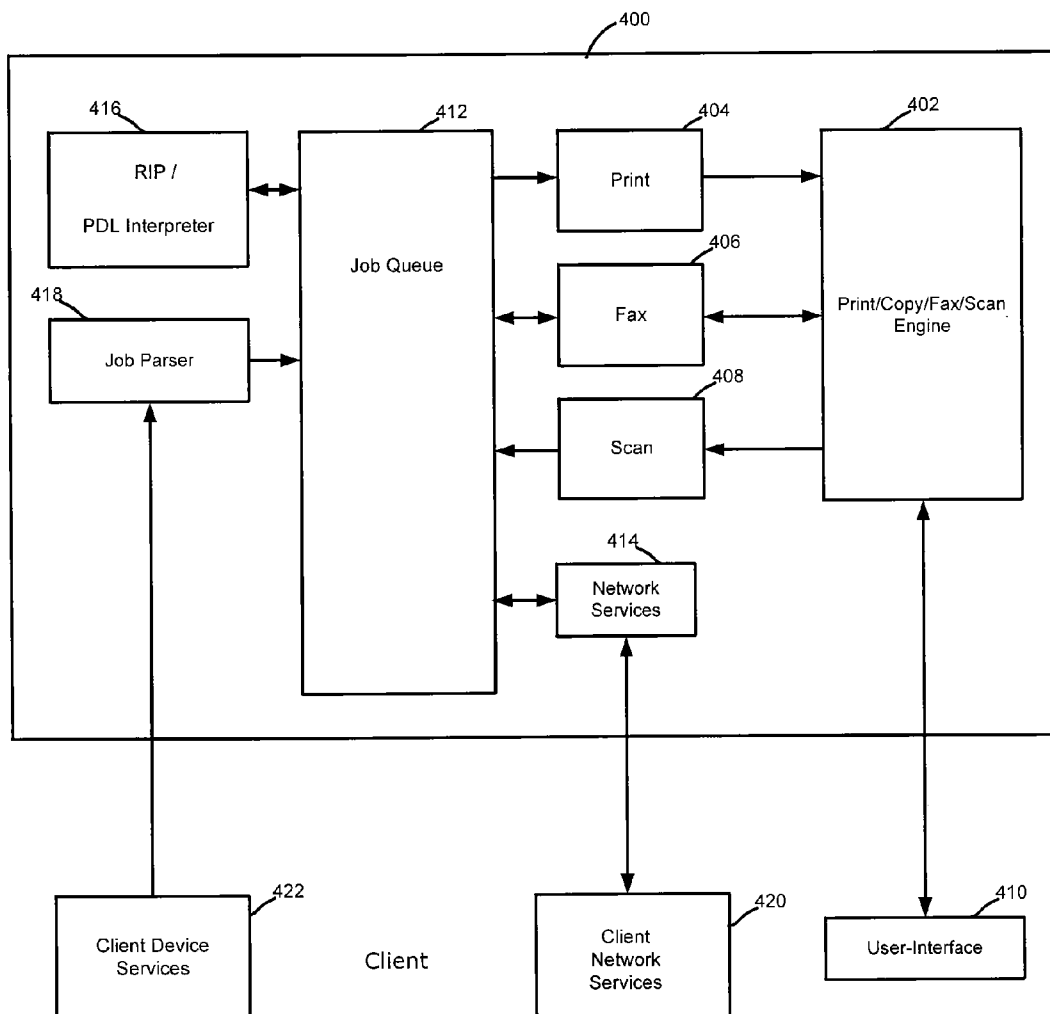 400
416
412
404
402
RIP /
PDL Interpreter
Print
406
Job Queue
Fax
Print/Copy/Fax/Scan
Engine
418
Job Parser
408
Scan
414
Network
Services
422
420
410
Client Device
Services
Client
Client
Network
Services
User-Interface